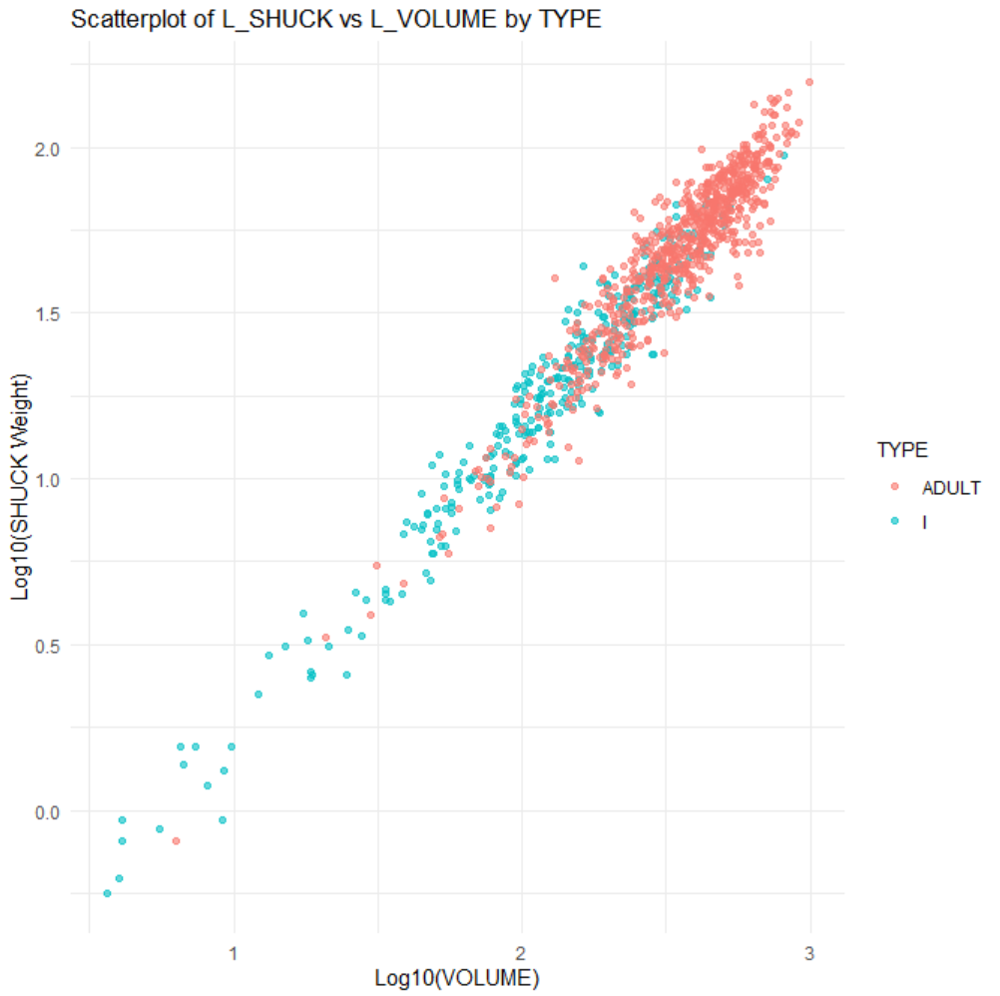 Scatterplot of L_SHUCK vs L_VOLUME by TYPE
Log10(SHUCK Weight)
2.0
1.5
1.0
0.5
0.0
1
2
3
Log10(VOLUME)
TYPE
ADULT
I